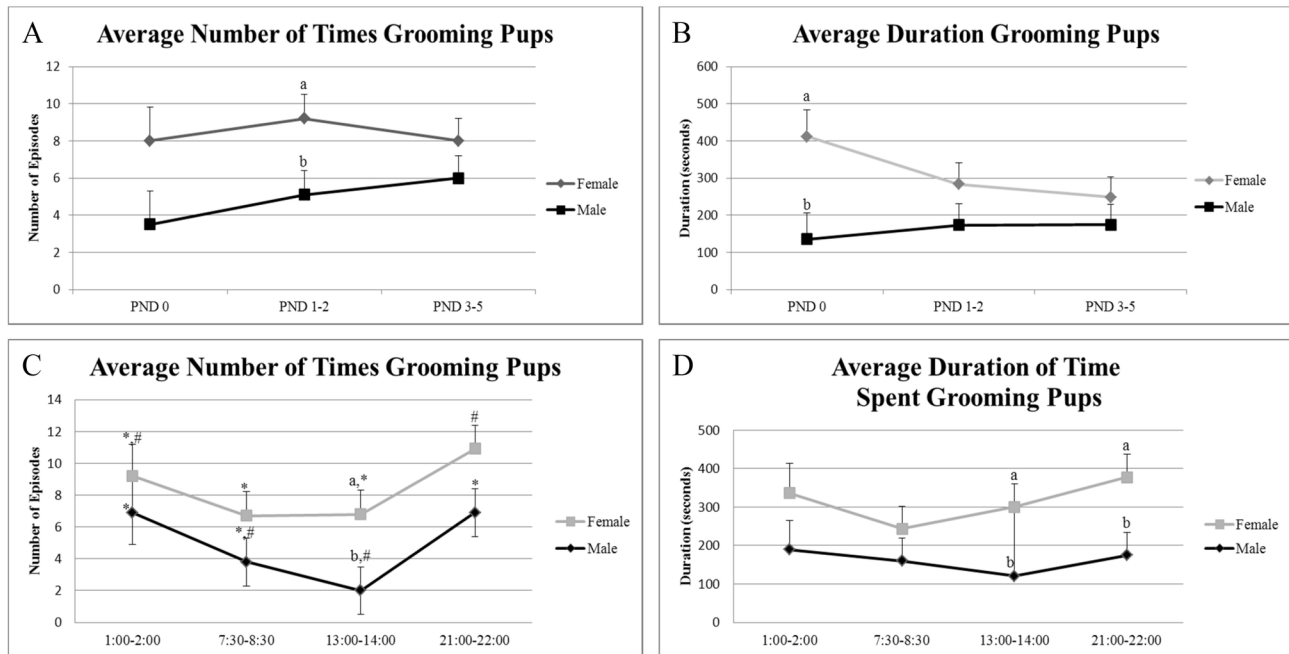 A
Average Number of Times Grooming Pups
12
10
8
6
4
2
0
Number of Episodes
a
b
Female
Male
PND 0
PND 1-2
PND 3-5
B
Average Duration Grooming Pups
600
500
400
300
200
100
0
Duration (seconds)
a
b
Female
Male
PND 0
PND 1-2
PND 3-5
C
Average Number of Times Grooming Pups
14
12
10
8
6
4
2
0
Number of Episodes
*,#
*
a,*
#
*
*,#
b,#
*
Female
Male
1:00-2:00
7:30-8:30
13:00-14:00
21:00-22:00
D
Average Duration of Time
Spent Grooming Pups
500
400
300
200
100
0
Duration (seconds)
a
a
b
b
Female
Male
1:00-2:00
7:30-8:30
13:00-14:00
21:00-22:00